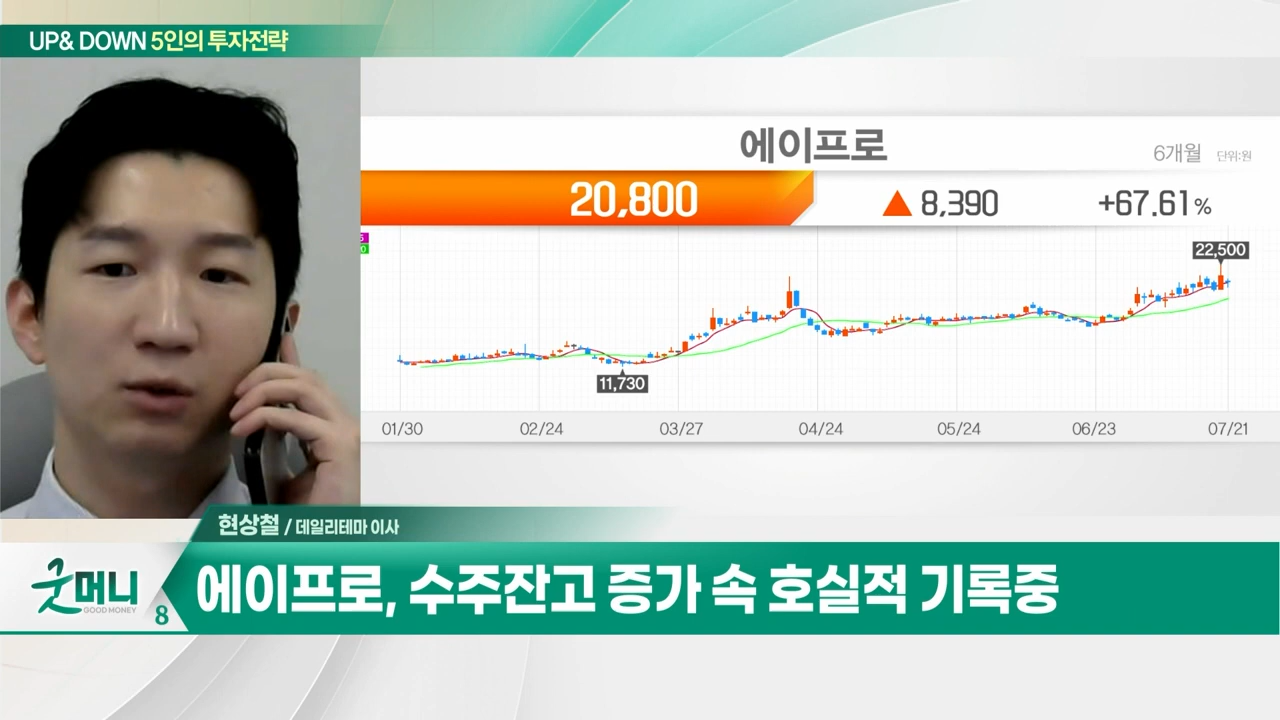 UP& DOWN 5인의 투자전략
에이프로
6개월 단위:원
20,800 ▲ 8,390 +67.61%
22,500
11,730
01/30 02/24 03/27 04/24 05/24 06/23 07/21
현상철 / 데일리테마 이사
굿머니
GOOD MONEY
8
에이프로, 수주잔고 증가 속 호실적 기록중